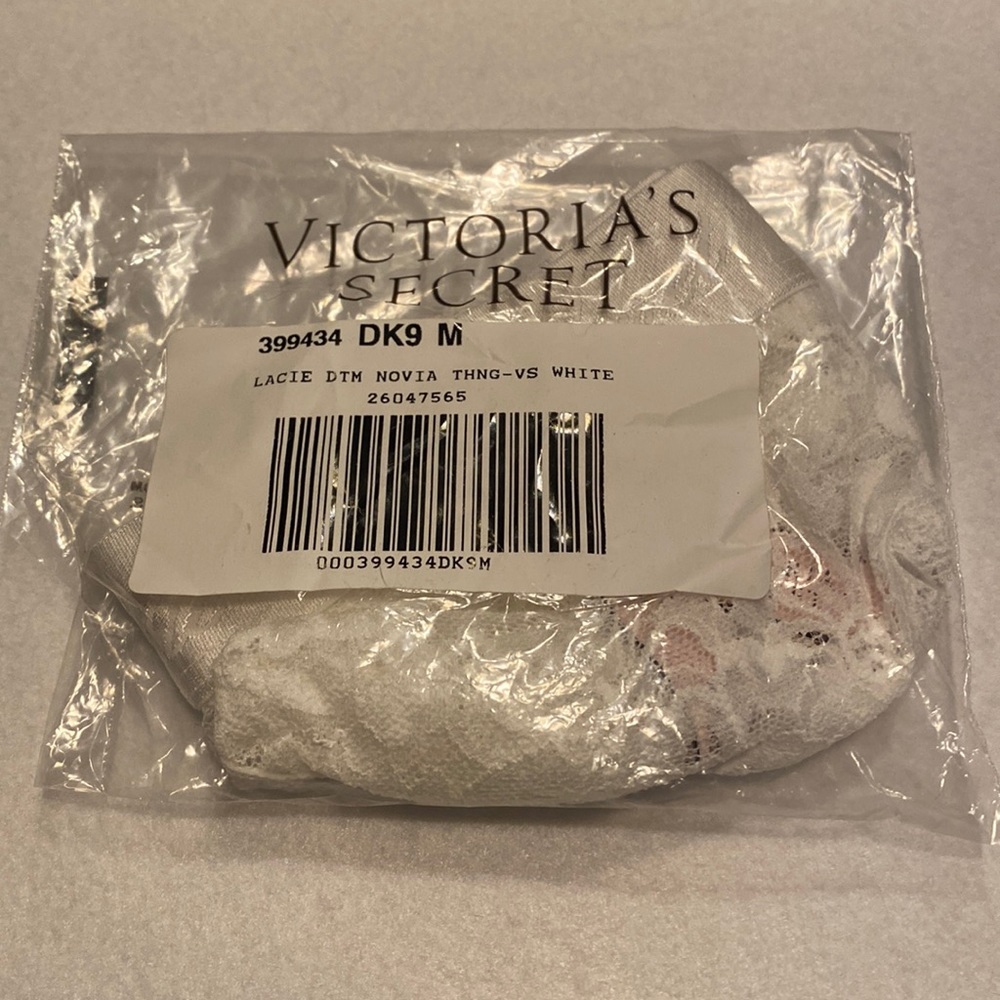 VICTORIA'S
SECRET
399434 DK9 M
LACIE DTM NOVIA THNG-VS WHITE
26047565
000399434DK9M